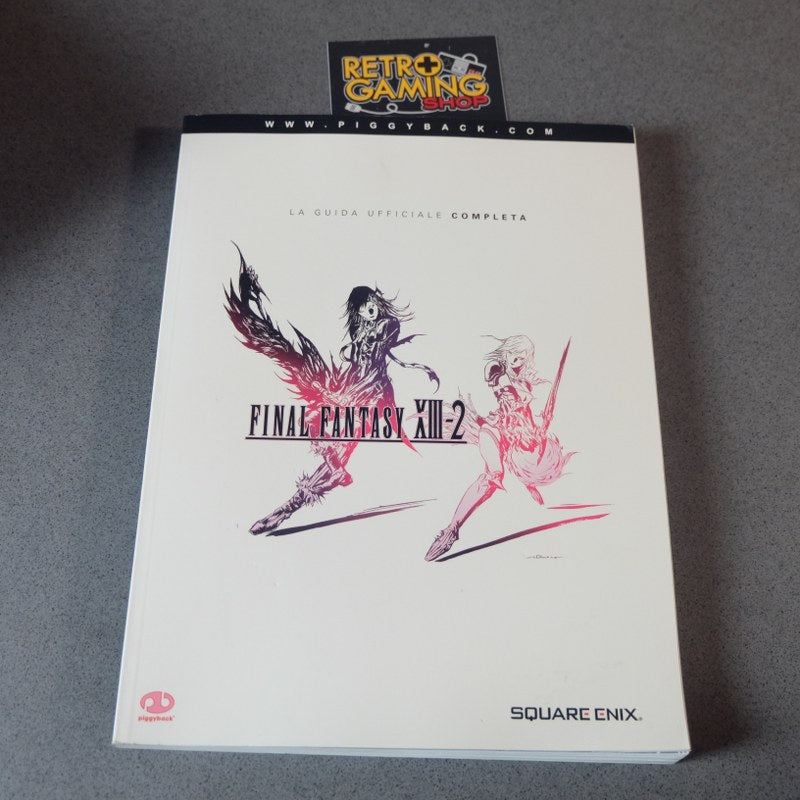 RETRO
GAMING
SHOP
WWW.PIGGYBACK.COM
LA GUIDA UFFICIALE COMPLETA
FINAL FANTASY XIII-2
piggyback
SQUARE ENIX